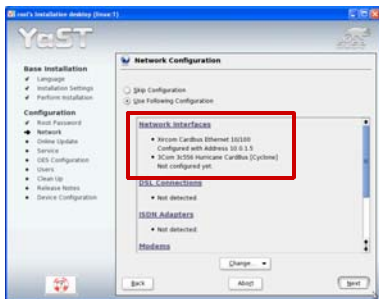 root's installation desktop (linux:1)
YaST
Base Installation
Language
Installation Settings
Perform Installation
Configuration
Root Password
Network
Online Update
Service
OES Configuration
Users
Clean Up
Release Notes
Device Configuration
Network Configuration
Skip Configuration
Use Following Configuration
Network Interfaces
Xircom Cardbus Ethernet 10/100
Configured with Address 10.0.1.5
3Com 3c556 Hurricane CardBus [Cyclone]
Not configured yet.
DSL Connections
Not detected
ISDN Adapters
Not detected
Modems
Change...
Back
Abort
Next